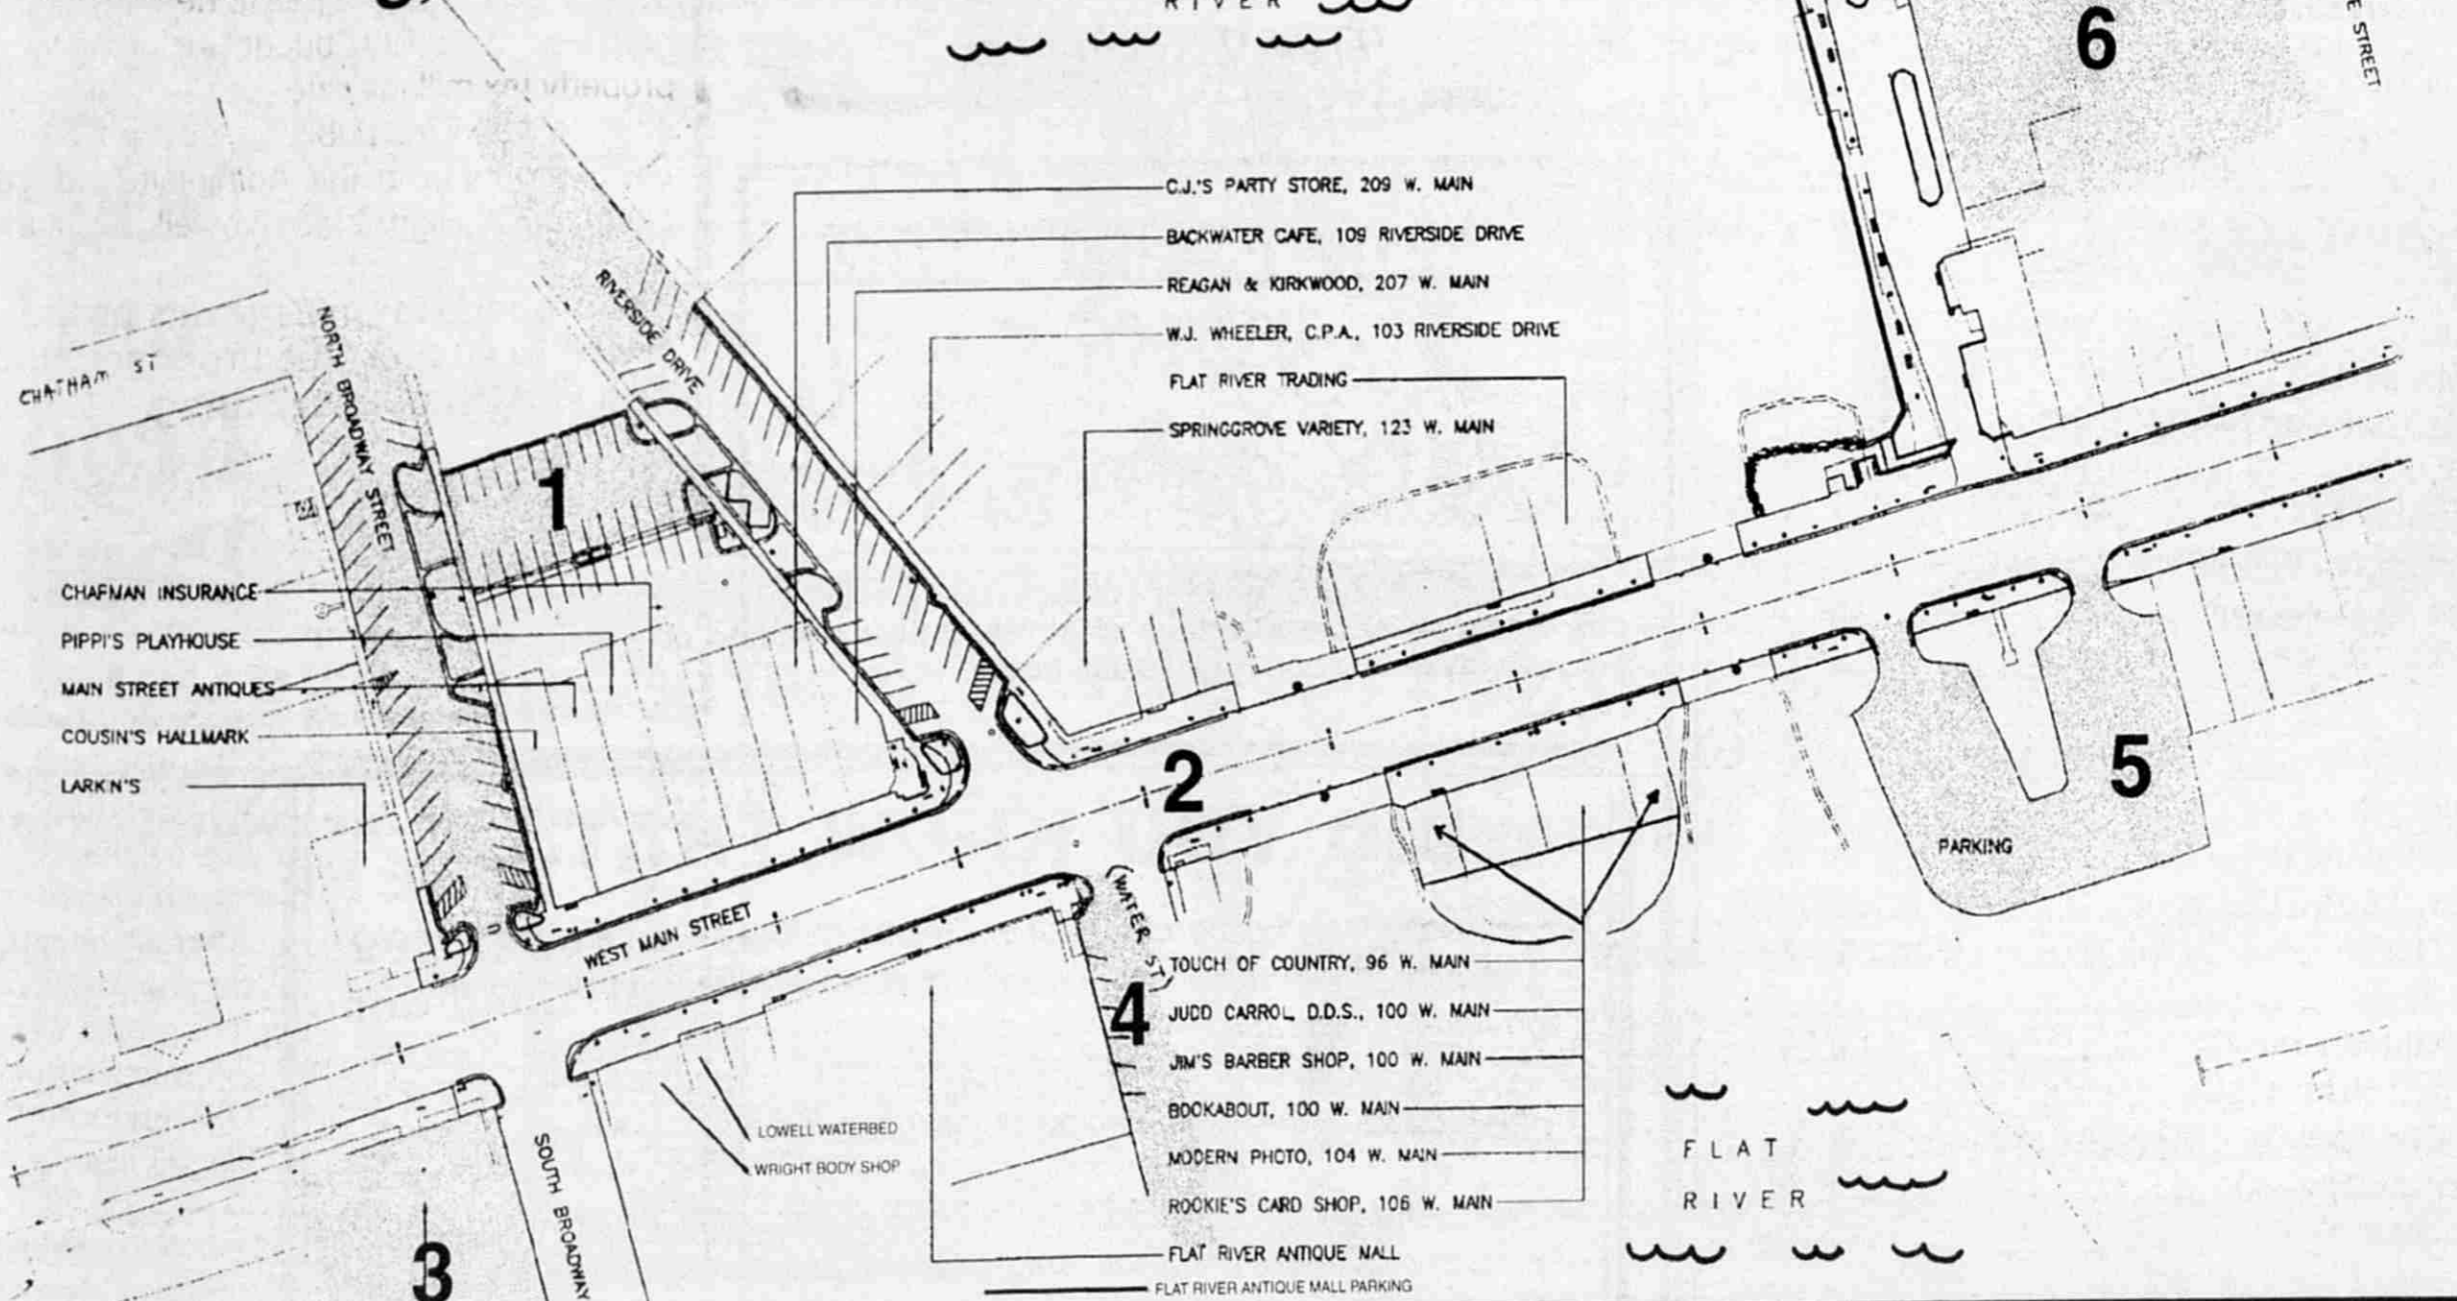 RIVER
6
E STREET
C.J.'S PARTY STORE, 209 W. MAIN
BACKWATER CAFE, 109 RIVERSIDE DRIVE
REAGAN & KIRKWOOD, 207 W. MAIN
W.J. WHEELER, C.P.A., 103 RIVERSIDE DRIVE
FLAT RIVER TRADING
SPRINGGROVE VARIETY, 123 W. MAIN
RIVERSIDE DRIVE
NORTH BROADWAY STREET
CHATHAM ST
1
CHAPMAN INSURANCE
PIPPI'S PLAYHOUSE
MAIN STREET ANTIQUES
COUSIN'S HALLMARK
LARKIN'S
2
5
PARKING
WEST MAIN STREET
(WATER ST)
4
TOUCH OF COUNTRY, 96 W. MAIN
JUDD CARROL D.D.S., 100 W. MAIN
JIM'S BARBER SHOP, 100 W. MAIN
BOOKABOUT, 100 W. MAIN
MODERN PHOTO, 104 W. MAIN
ROOKIE'S CARD SHOP, 106 W. MAIN
FLAT RIVER ANTIQUE MALL
FLAT RIVER ANTIQUE MALL PARKING
LOWELL WATERBED
WRIGHT BODY SHOP
SOUTH BROADWAY
3
FLAT
RIVER